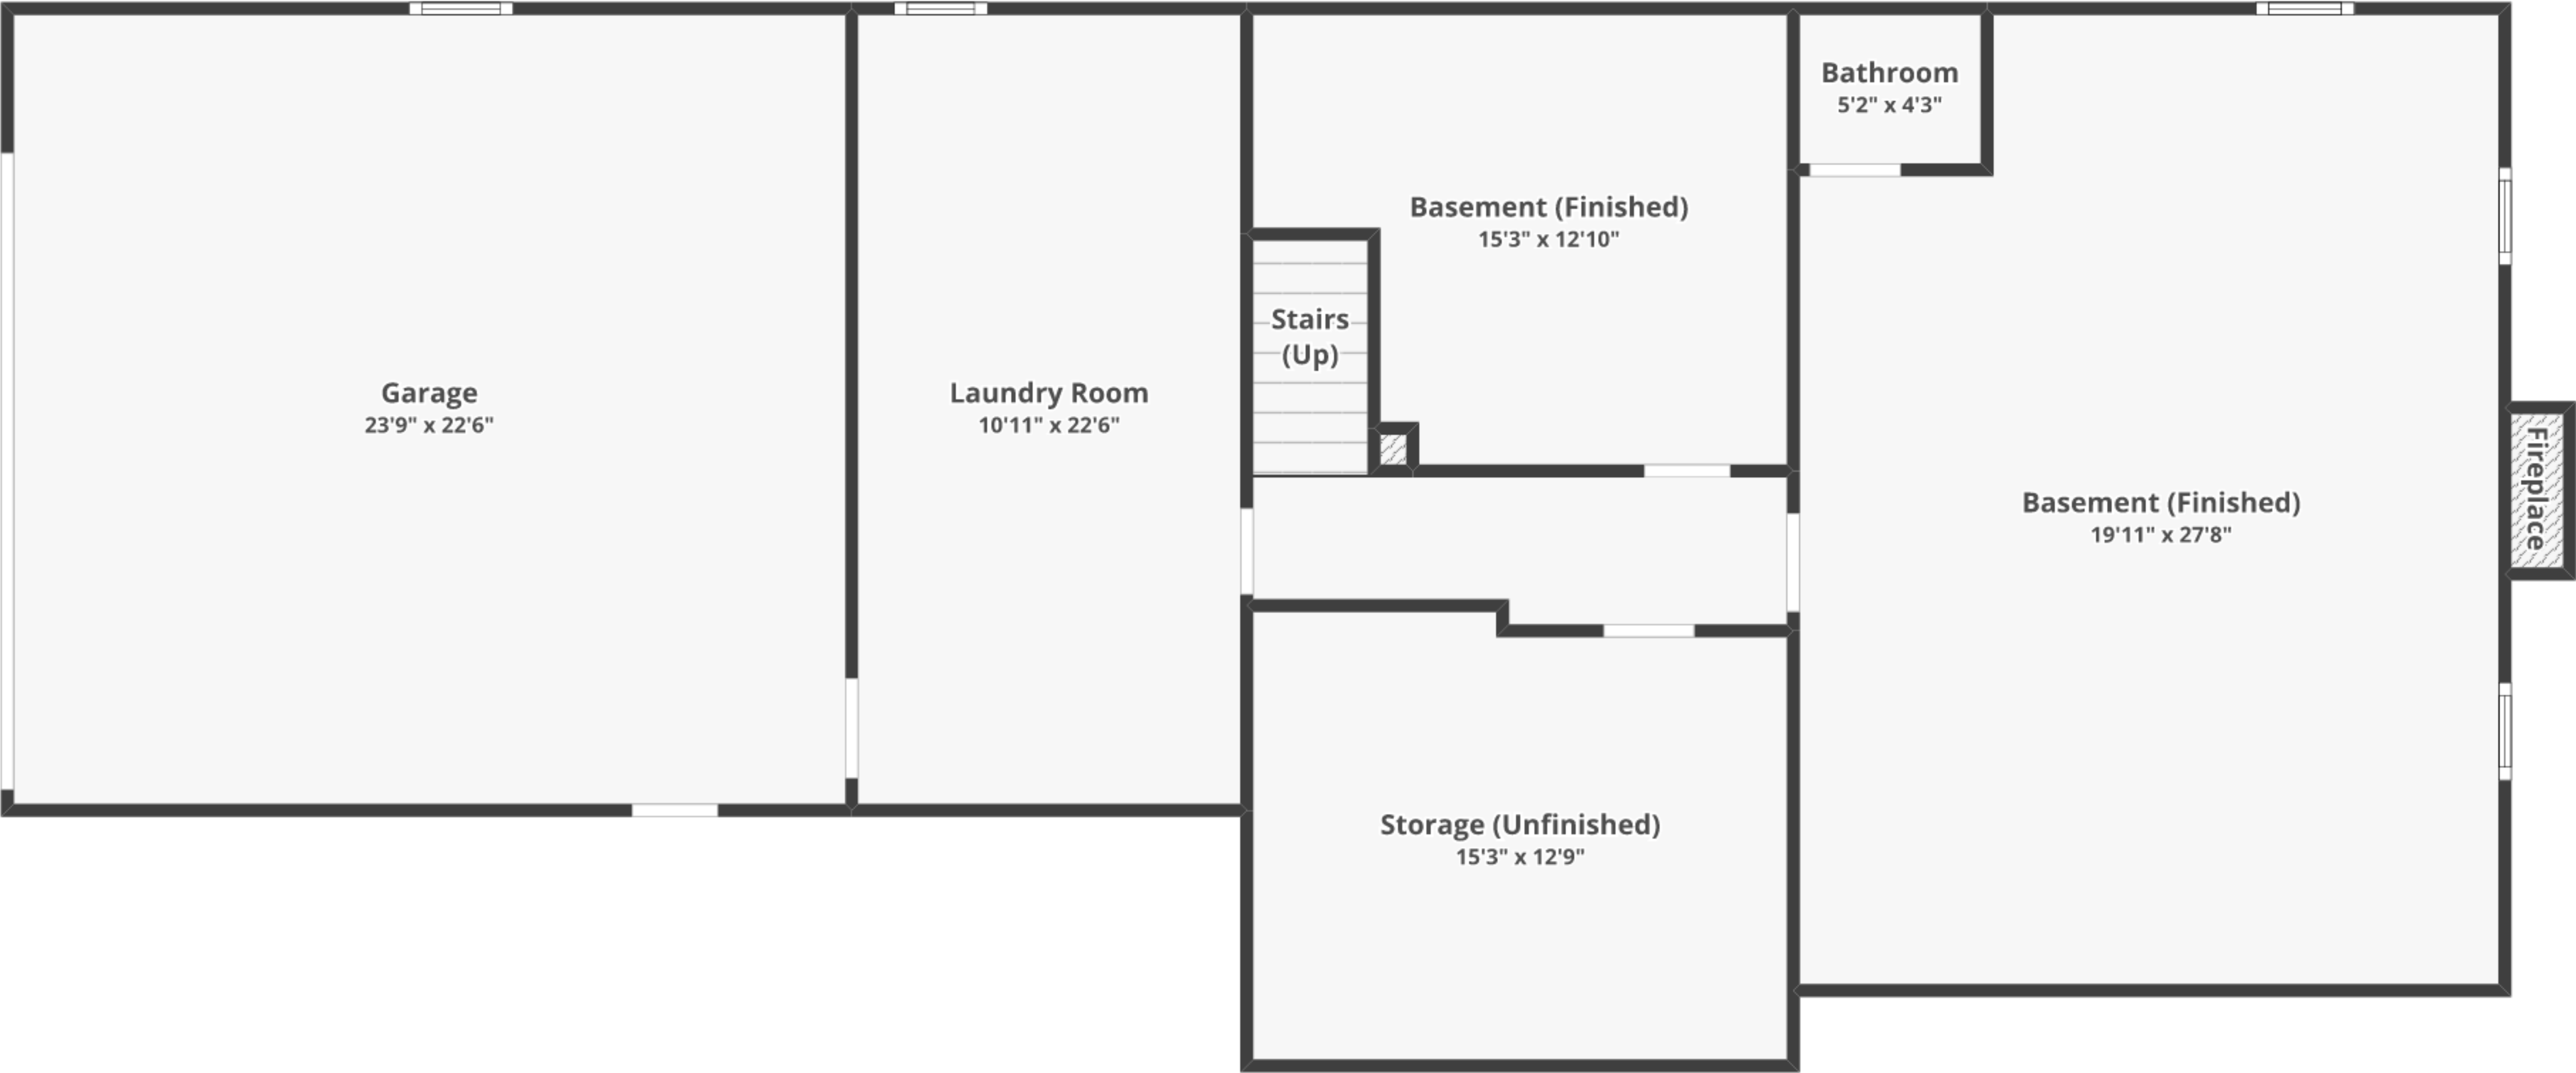 Garage
23'9" x 22'6"
Laundry Room
10'11" x 22'6"
Stairs
(Up)
Basement (Finished)
15'3" x 12'10"
Bathroom
5'2" x 4'3"
Basement (Finished)
19'11" x 27'8"
Fireplace
Storage (Unfinished)
15'3" x 12'9"